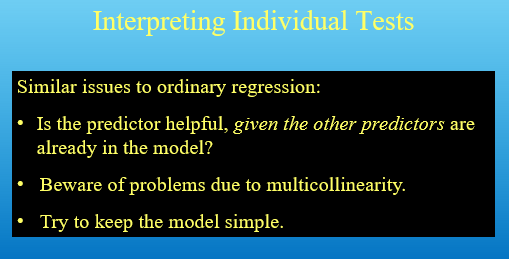 Interpreting Individual Tests
Similar issues to ordinary regression:
• Is the predictor helpful, given the other predictors are
already in the model?
• Beware of problems due to multicollinearity.
• Try to keep the model simple.